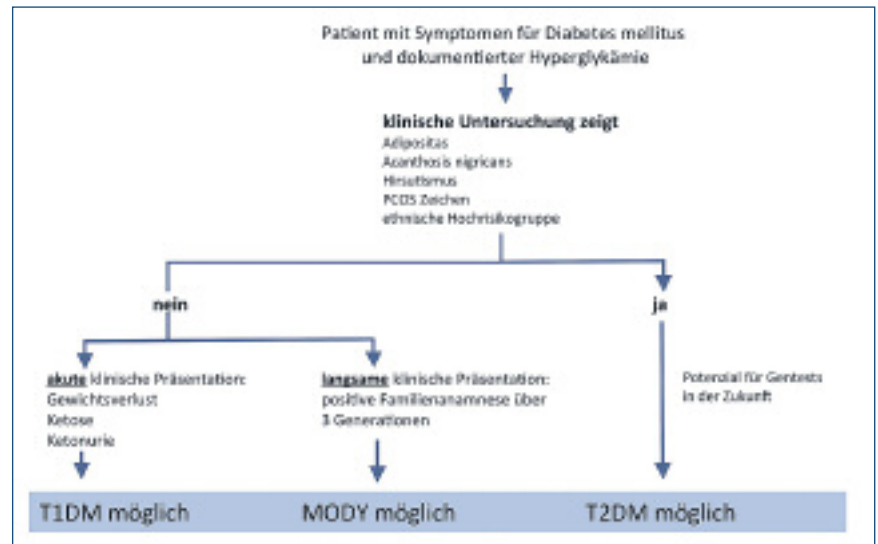 Patient mit Symptomen für Diabetes mellitus
und dokumentierter Hyperglykämie
klinische Untersuchung zeigt
Adipositas
Acanthosis nigricans
Hirsutismus
PCOS Zeichen
ethnische Hochrisikogruppe
nein
ja
akute klinische Präsentation:
Gewichtsverlust
Ketose
Ketonurie
langsame klinische Präsentation:
positive Familienanamnese über
3 Generationen
Potenzial für Gentests
in der Zukunft
T1DM möglich
MODY möglich
T2DM möglich